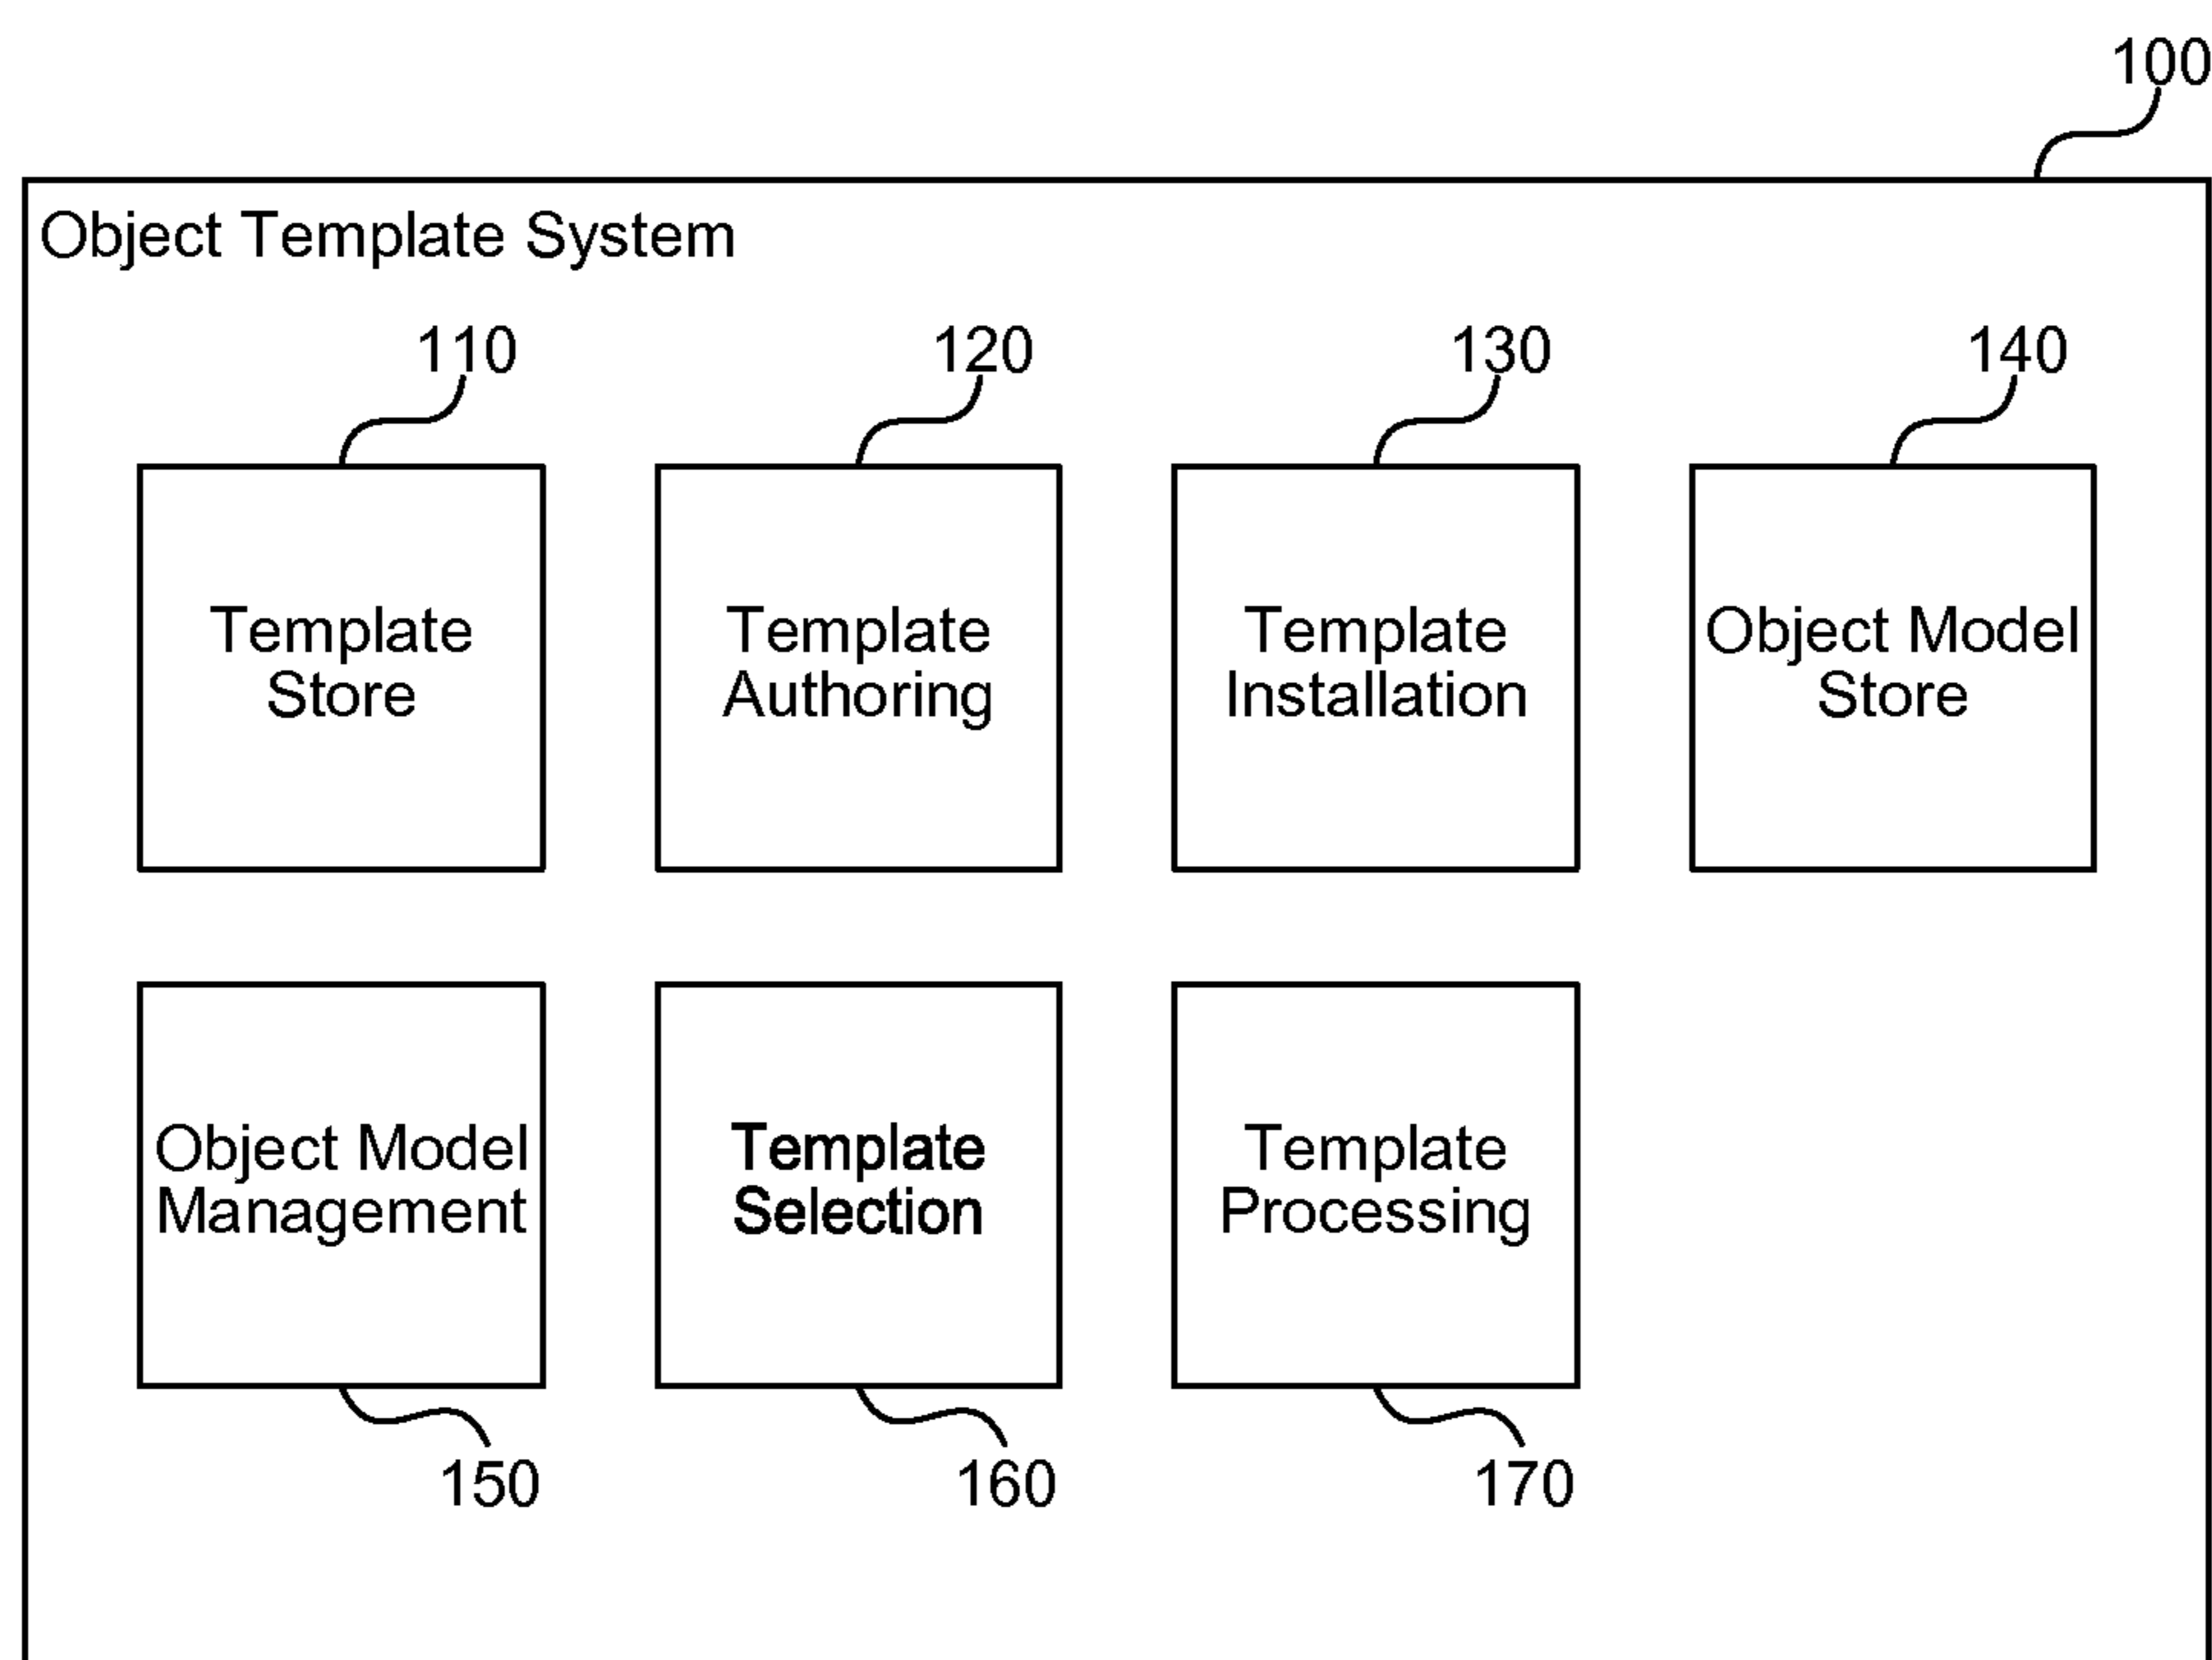 100
Object Template System
110
120
130
140
Template
Store
Template
Authoring
Template
Installation
Object Model
Store
Object Model
Management
Template
Selection
Template
Processing
150
160
170